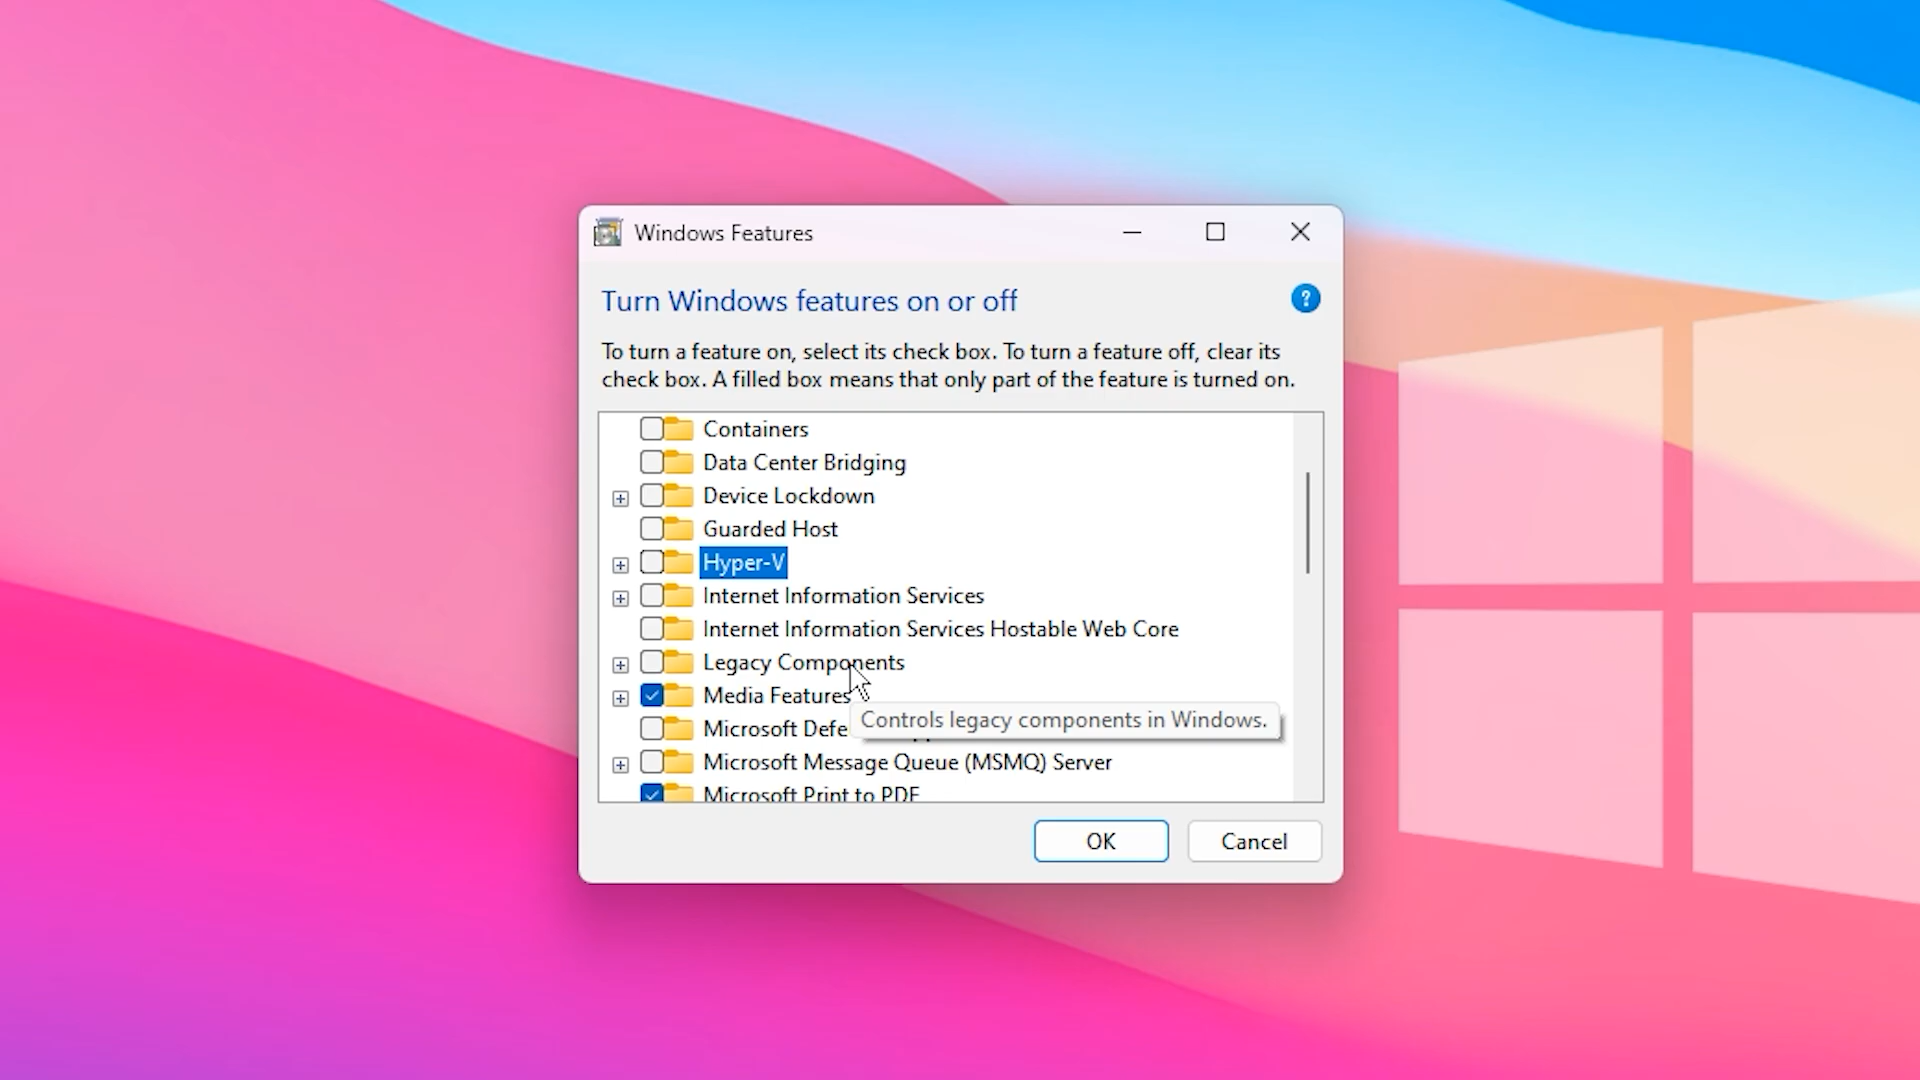 Windows Features
Turn Windows features on or off
?
To turn a feature on, select its check box. To turn a feature off, clear its
check box. A filled box means that only part of the feature is turned on.
Containers
Data Center Bridging
Device Lockdown
Guarded Host
Hyper-V
Internet Information Services
Internet Information Services Hostable Web Core
Legacy Components
Media Features
Microsoft Defe
Controls legacy components in Windows.
Microsoft Message Queue (MSMQ) Server
Microsoft Print to PDF
OK
Cancel